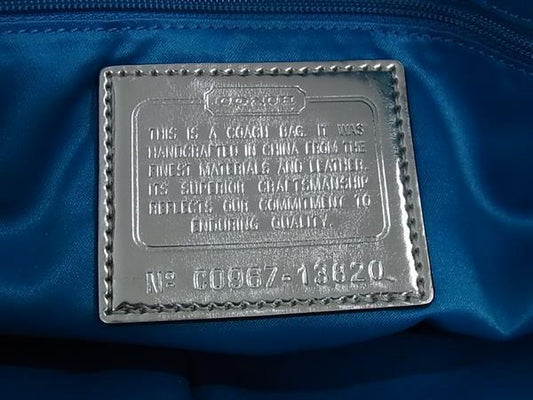 COACH
THIS IS A COACH BAG. IT WAS
HANDCRAFTED IN CHINA FROM THE
FINEST MATERIALS AND LEATHER.
ITS SUPERIOR CRAFTSMANSHIP
REFLECTS OUR COMMITMENT TO
ENDURING QUALITY.
Nº C0967-13820